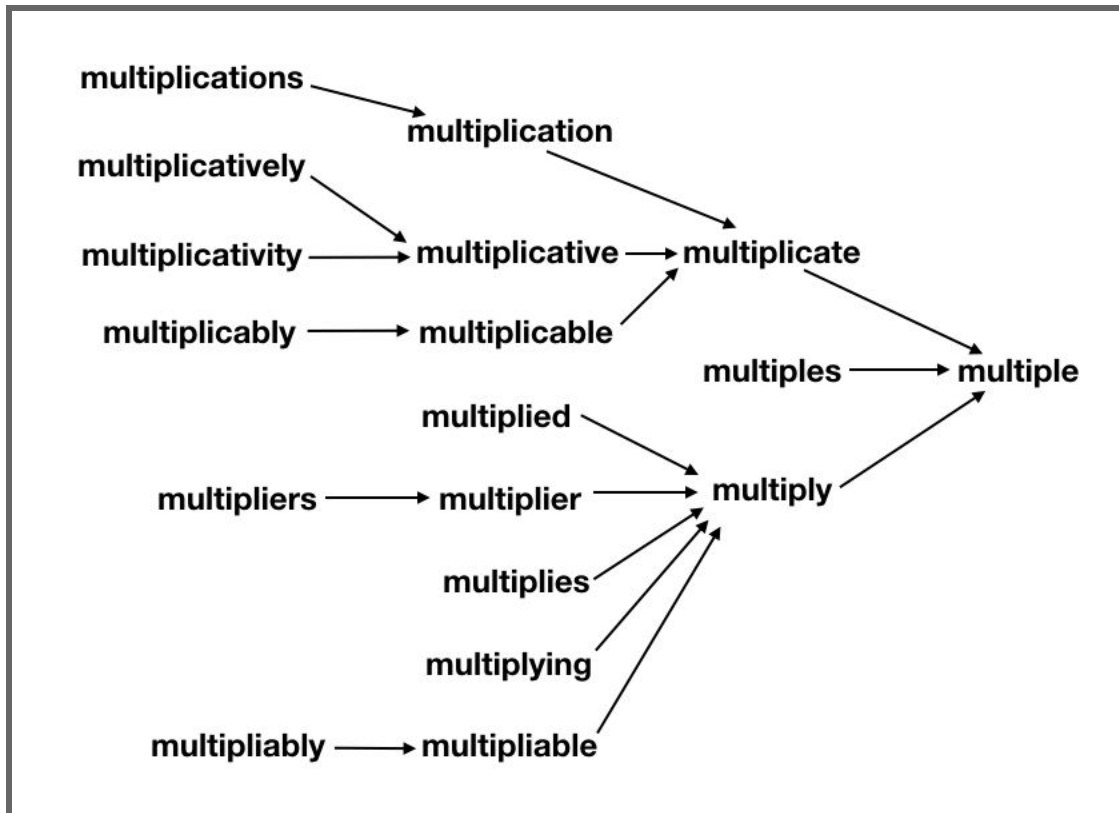 multiplications
multiplication
multiplicatively
multiplicativity
multiplicative
multiplicate
multiplicably
multiplicable
multiples
multiple
multiplied
multipliers
multiplier
multiply
multiplies
multiplying
multipliably
multipliable